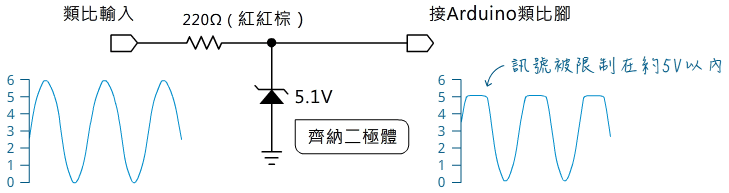 類比輸入
220Ω（紅紅棕）
接Arduino類比腳
訊號被限制在約5V以內
5.1V
齊納二極體
6
5
4
3
2
1
0
6
5
4
3
2
1
0